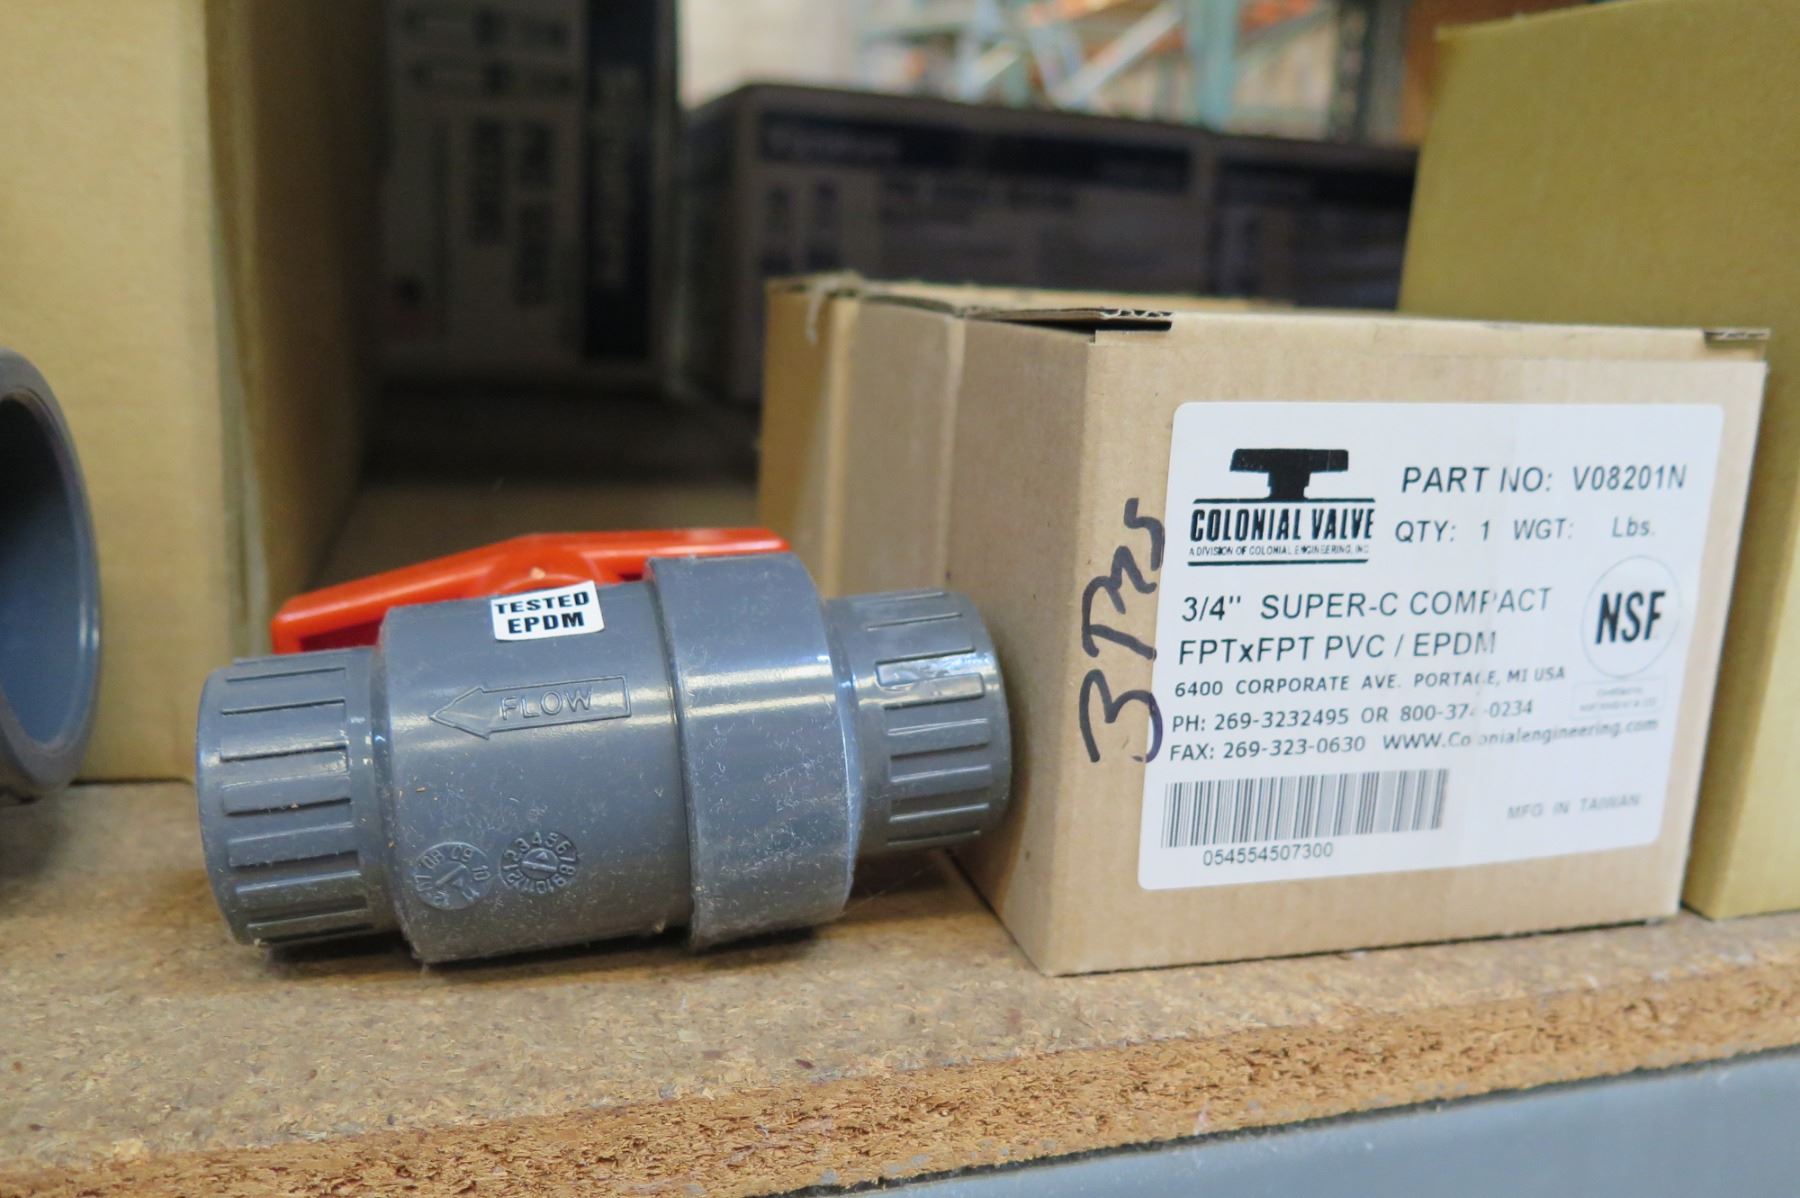 TESTED
EPDM
FLOW
3 PCS
COLONIAL VALVE
A DIVISION OF COLONIAL ENGINEERING, INC
PART NO: V08201N
QTY: 1 WGT: Lbs.
3/4" SUPER-C COMPACT
FPTxFPT PVC / EPDM
NSF
6400 CORPORATE AVE. PORTAGE, MI USA
PH: 269-3232495 OR 800-374-0234
FAX: 269-323-0630 WWW.Colonialengineering.com
MFG. IN TAIWAN
054554507300